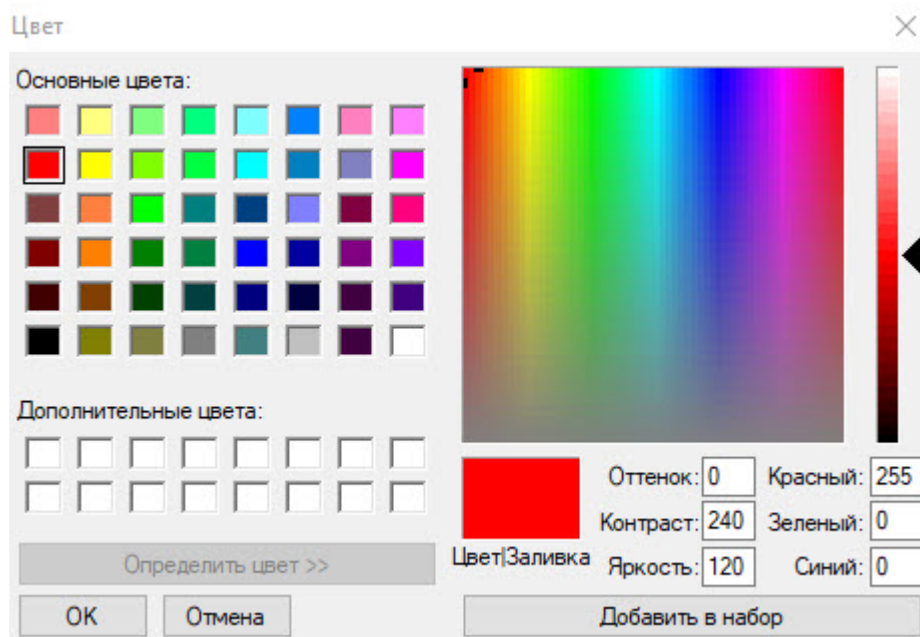 Цвет
Основные цвета:
Дополнительные цвета:
Определить цвет >>
OK
Отмена
Цвет|Заливка
Оттенок: 0
Красный: 255
Контраст: 240
Зеленый: 0
Яркость: 120
Синий: 0
Добавить в набор